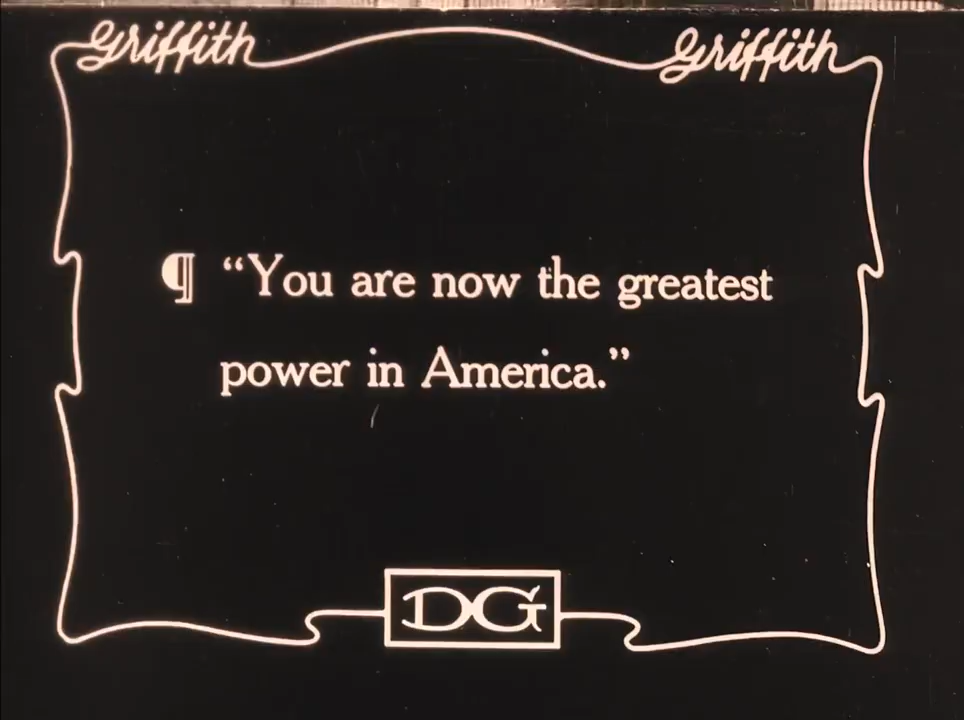 Griffith Griffith
¶ “You are now the greatest
power in America.”
DG